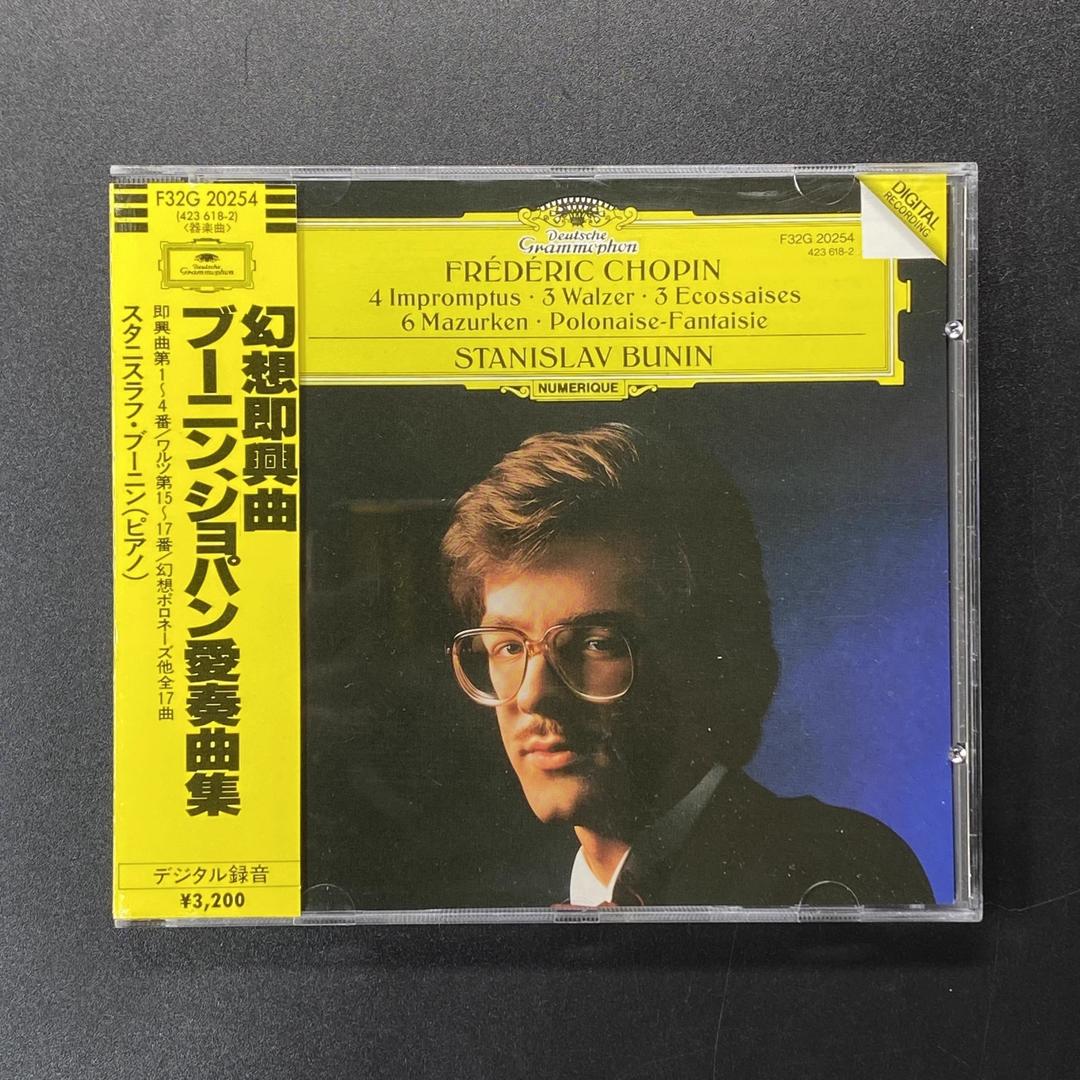 F32G 20254
(423 618-2)
〈器楽曲〉
Deutsche
Grammophon
幻想即興曲
ブーニン、ショパン愛奏曲集
即興曲第1〜4番/ワルツ第15〜17番/幻想ポロネーズ他全17曲
スタニスラフ・ブーニン(ピアノ)
デジタル録音
¥3,200
Deutsche
Grammophon
F32G 20254
423 618-2
DIGITAL
RECORDING
FRÉDÉRIC CHOPIN
4 Impromptus · 3 Walzer · 3 Ecossaises
6 Mazurken · Polonaise-Fantaisie
STANISLAV BUNIN
NUMERIQUE